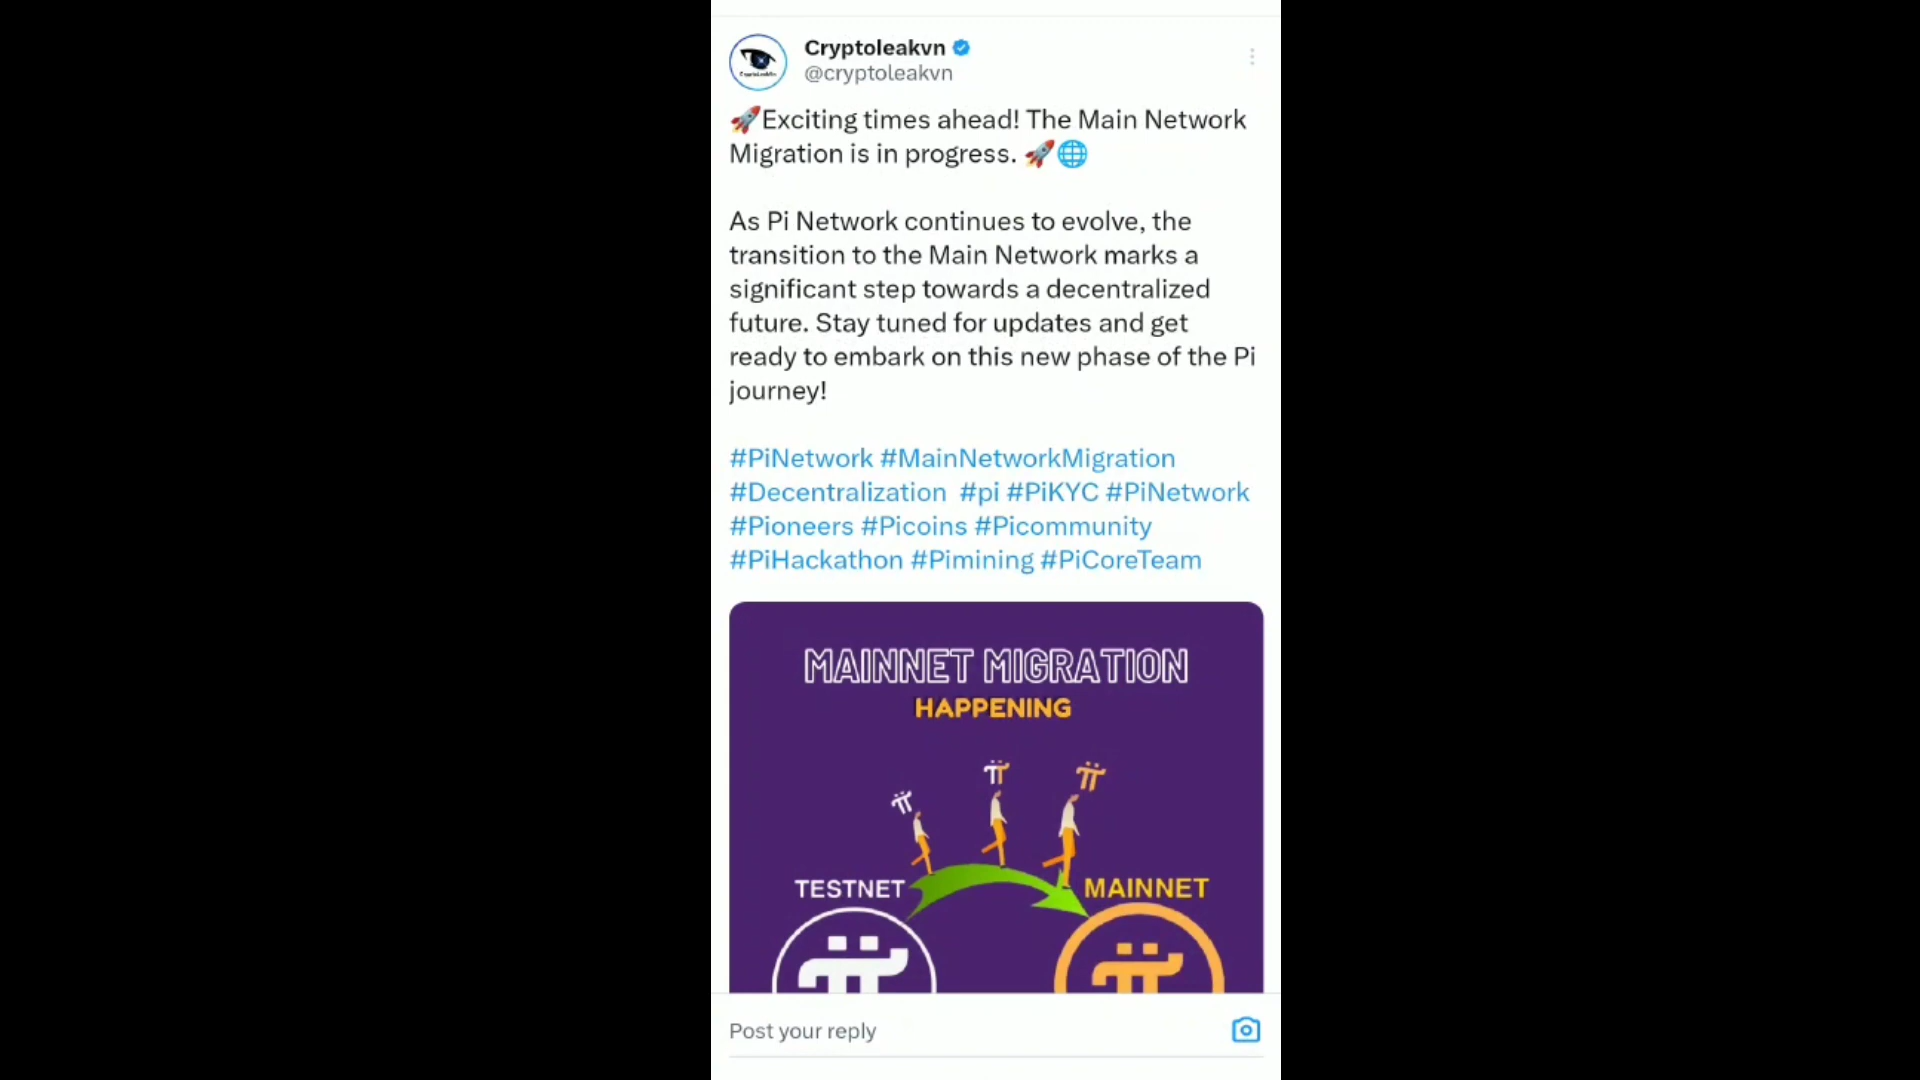 Cryptoleakvn
@cryptoleakvn
🚀Exciting times ahead! The Main Network
Migration is in progress. 🚀🌐
As Pi Network continues to evolve, the
transition to the Main Network marks a
significant step towards a decentralized
future. Stay tuned for updates and get
ready to embark on this new phase of the Pi
journey!
#PiNetwork #MainNetworkMigration
#Decentralization #pi #PiKYC #PiNetwork
#Pioneers #Picoins #Picommunity
#PiHackathon #Pimining #PiCoreTeam
MAINNET MIGRATION
HAPPENING
TESTNET
MAINNET
Post your reply